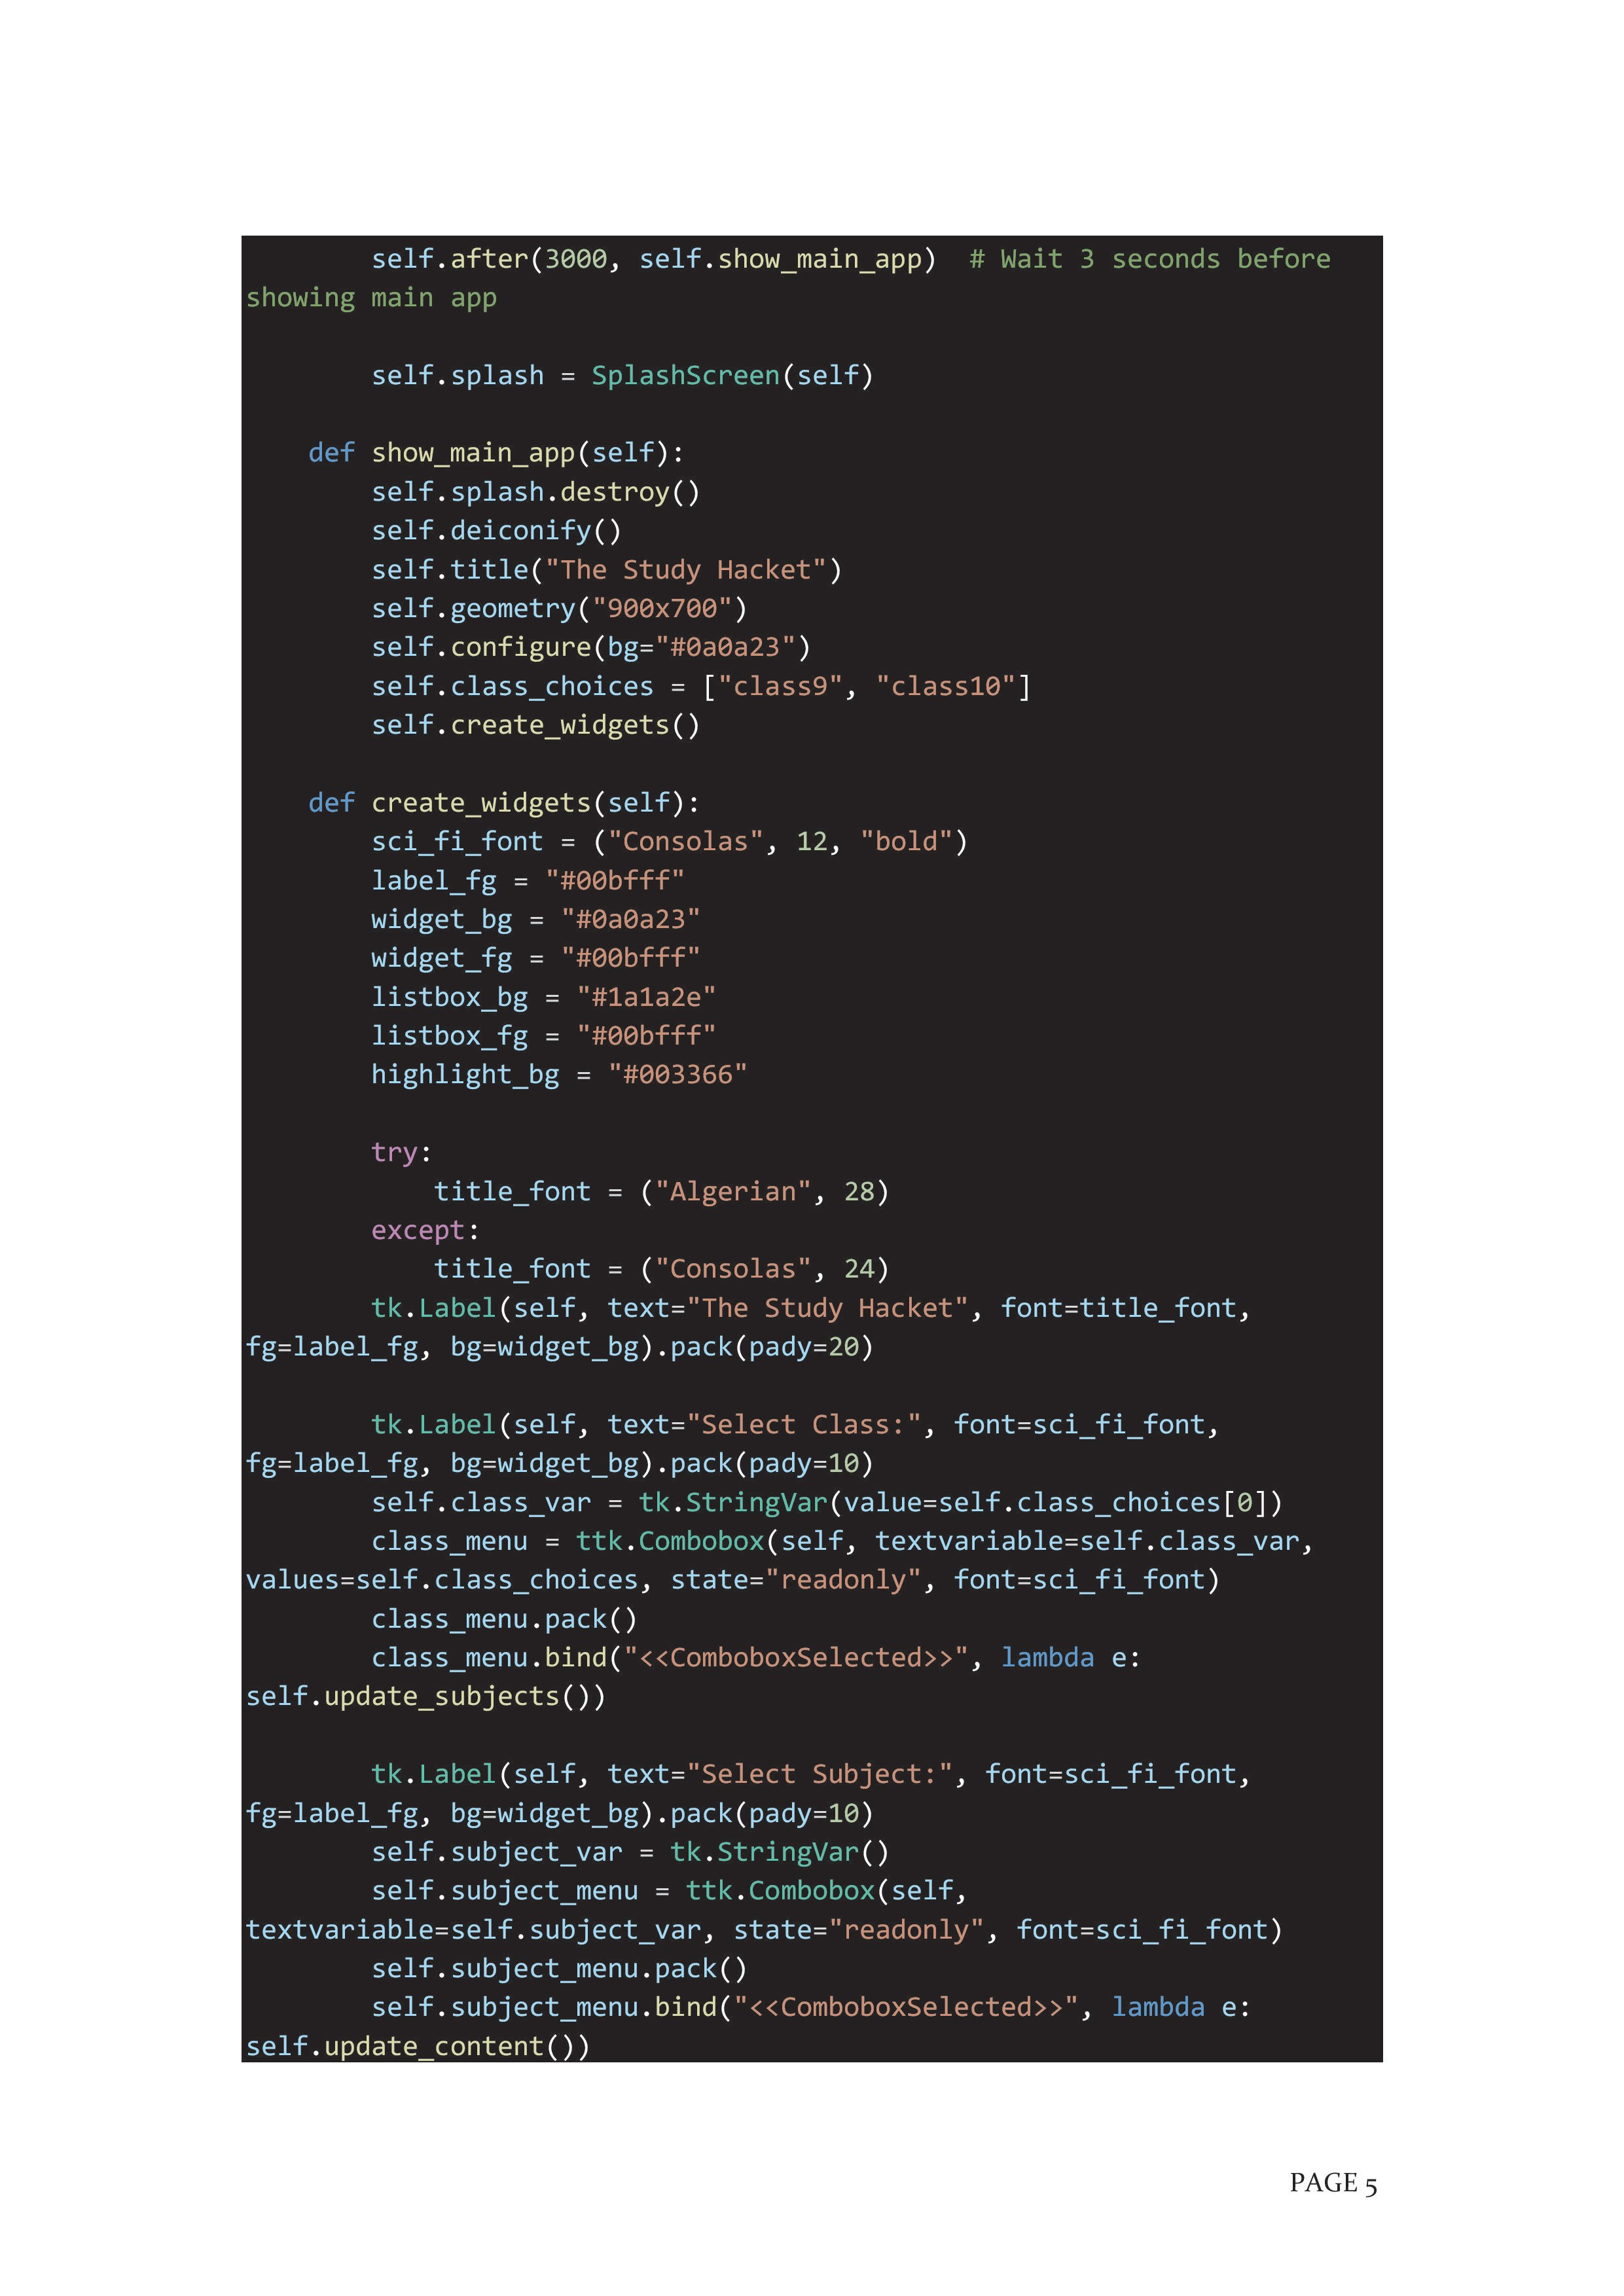 self.after(3000, self.show_main_app)  # Wait 3 seconds before
showing main app

        self.splash = SplashScreen(self)

    def show_main_app(self):
        self.splash.destroy()
        self.deiconify()
        self.title("The Study Hacket")
        self.geometry("900x700")
        self.configure(bg="#0a0a23")
        self.class_choices = ["class9", "class10"]
        self.create_widgets()

    def create_widgets(self):
        sci_fi_font = ("Consolas", 12, "bold")
        label_fg = "#00bfff"
        widget_bg = "#0a0a23"
        widget_fg = "#00bfff"
        listbox_bg = "#1a1a2e"
        listbox_fg = "#00bfff"
        highlight_bg = "#003366"

        try:
            title_font = ("Algerian", 28)
        except:
            title_font = ("Consolas", 24)
        tk.Label(self, text="The Study Hacket", font=title_font,
fg=label_fg, bg=widget_bg).pack(pady=20)

        tk.Label(self, text="Select Class:", font=sci_fi_font,
fg=label_fg, bg=widget_bg).pack(pady=10)
        self.class_var = tk.StringVar(value=self.class_choices[0])
        class_menu = ttk.Combobox(self, textvariable=self.class_var,
values=self.class_choices, state="readonly", font=sci_fi_font)
        class_menu.pack()
        class_menu.bind("<<ComboboxSelected>>", lambda e:
self.update_subjects())

        tk.Label(self, text="Select Subject:", font=sci_fi_font,
fg=label_fg, bg=widget_bg).pack(pady=10)
        self.subject_var = tk.StringVar()
        self.subject_menu = ttk.Combobox(self,
textvariable=self.subject_var, state="readonly", font=sci_fi_font)
        self.subject_menu.pack()
        self.subject_menu.bind("<<ComboboxSelected>>", lambda e:
self.update_content())
PAGE 5